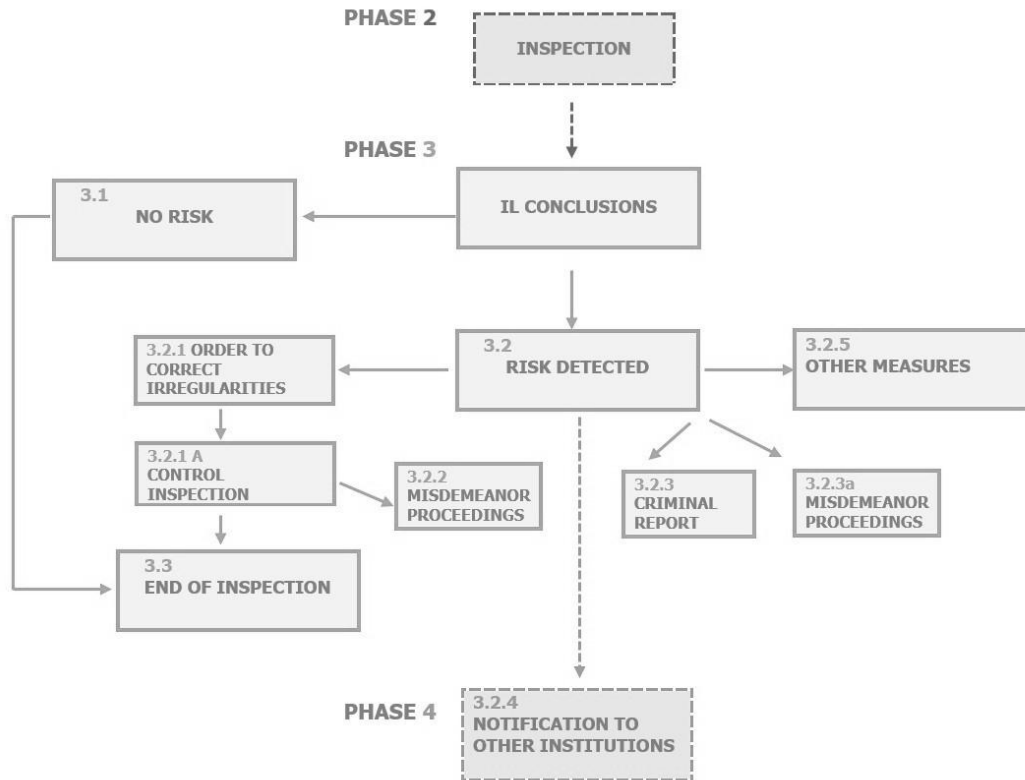 PHASE 2
INSPECTION
PHASE 3
3.1
NO RISK
IL CONCLUSIONS
3.2.1 ORDER TO
CORRECT
IRREGULARITIES
3.2
RISK DETECTED
3.2.5
OTHER MEASURES
3.2.1 A
CONTROL
INSPECTION
3.2.2
MISDEMEANOR
PROCEEDINGS
3.2.3
CRIMINAL
REPORT
3.2.3a
MISDEMEANOR
PROCEEDINGS
3.3
END OF INSPECTION
PHASE 4
3.2.4
NOTIFICATION TO
OTHER INSTITUTIONS